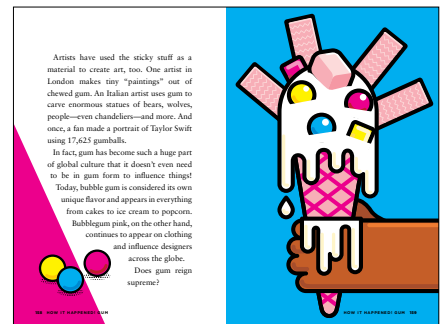 Artists have used the sticky stuff as a
material to create art, too. One artist in
London makes tiny “paintings” out of
chewed gum. An Italian artist uses gum to
carve enormous statues of bears, wolves,
people—even chandeliers—and more. And
once, a fan made a portrait of Taylor Swift
using 17,625 gumballs.
In fact, gum has become such a huge part
of global culture that it doesn’t even need
to be in gum form to influence things!
Today, bubble gum is considered its own
unique flavor and appears in everything
from cakes to ice cream to popcorn.
Bubblegum pink, on the other hand,
continues to appear on clothing
and influence designers
across the globe.
Does gum reign
supreme?
HOW IT HAPPENED! GUM
HOW IT HAPPENED! GUM